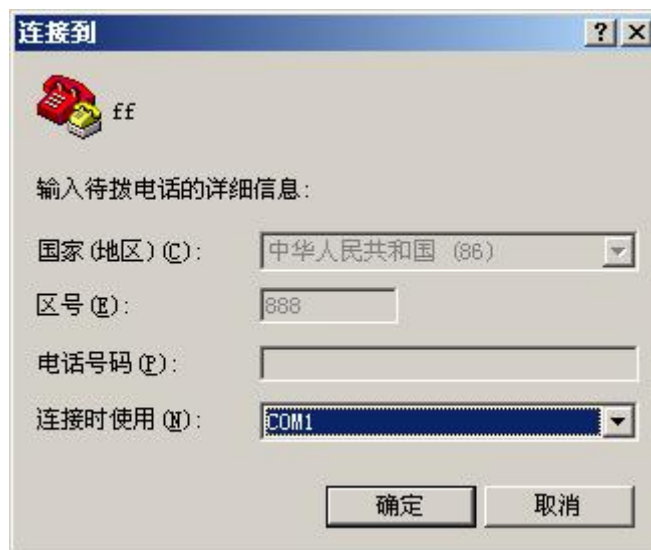 连接到
ff
输入待拨电话的详细信息:
国家(地区)(C): 中华人民共和国 (86)
区号(E): 888
电话号码(P):
连接时使用(N): COM1
确定 取消